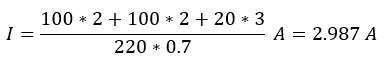 I = (100 * 2 + 100 * 2 + 20 * 3) / (220 * 0.7) A = 2.987 A